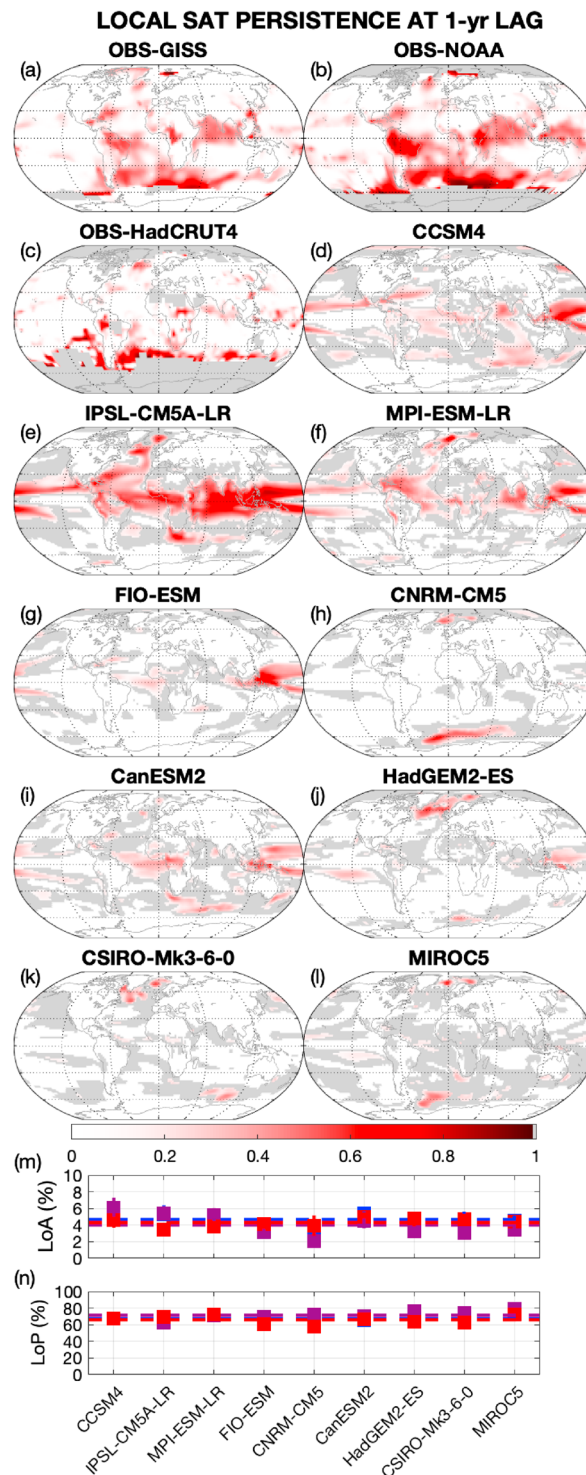 LOCAL SAT PERSISTENCE AT 1-yr LAG
OBS-GISS
OBS-NOAA
(a)
(b)
OBS-HadCRUT4
CCSM4
(c)
(d)
IPSL-CM5A-LR
MPI-ESM-LR
(e)
(f)
FIO-ESM
CNRM-CM5
(g)
(h)
CanESM2
HadGEM2-ES
(i)
(j)
CSIRO-Mk3-6-0
MIROC5
(k)
(l)
0 0.2 0.4 0.6 0.8 1
(m)
LoA (%)
10
8
6
4
2
0
(n)
LoP (%)
100
80
60
40
20
0
CCSM4
IPSL-CM5A-LR
MPI-ESM-LR
FIO-ESM
CNRM-CM5
CanESM2
HadGEM2-ES
CSIRO-Mk3-6-0
MIROC5